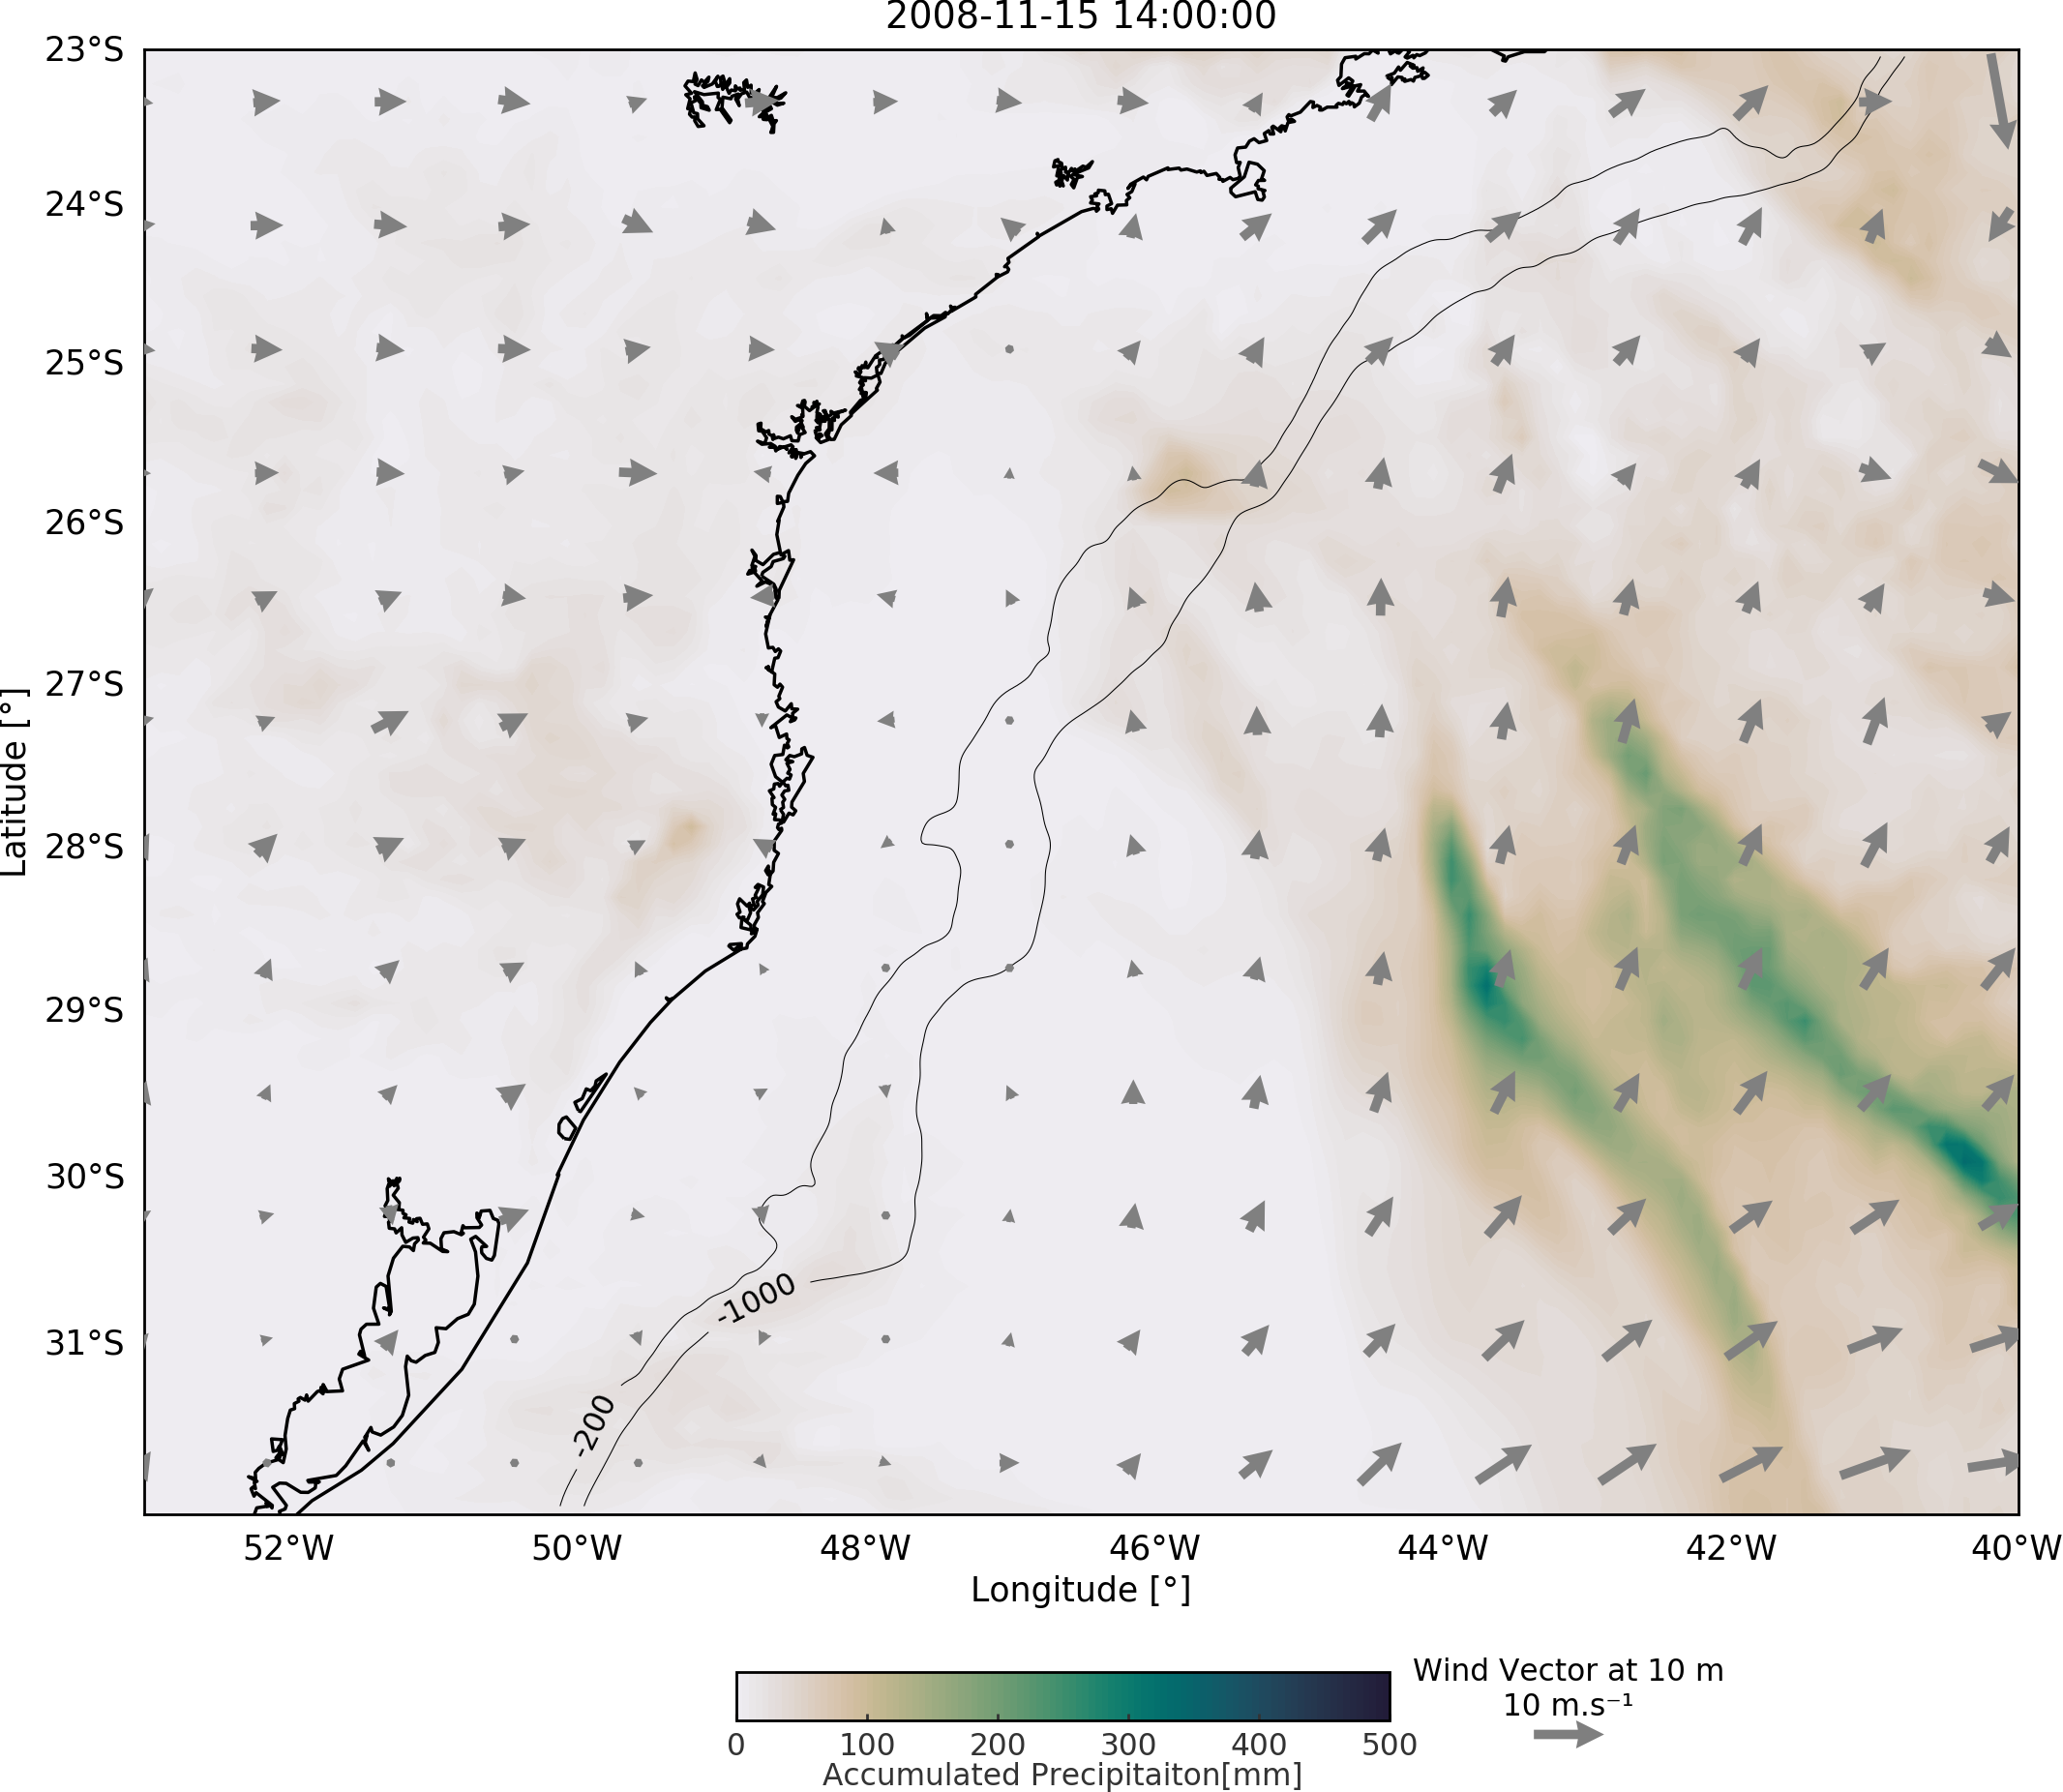 2008-11-15 14:00:00
23°S
24°S
25°S
26°S
27°S
28°S
29°S
30°S
31°S
Latitude [°]
-1000
-200
52°W 50°W 48°W 46°W 44°W 42°W 40°W
Longitude [°]
Wind Vector at 10 m
10 m.s⁻¹
0 100 200 300 400 500
Accumulated Precipitaiton[mm]